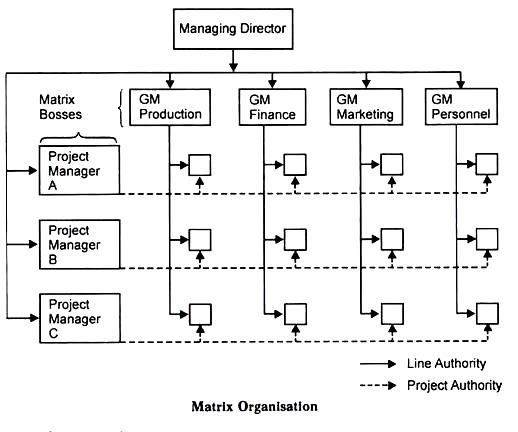 Managing Director
Matrix
Bosses
GM
Production
GM
Finance
GM
Marketing
GM
Personnel
Project
Manager
A
Project
Manager
B
Project
Manager
C
Line Authority
Project Authority
Matrix Organisation